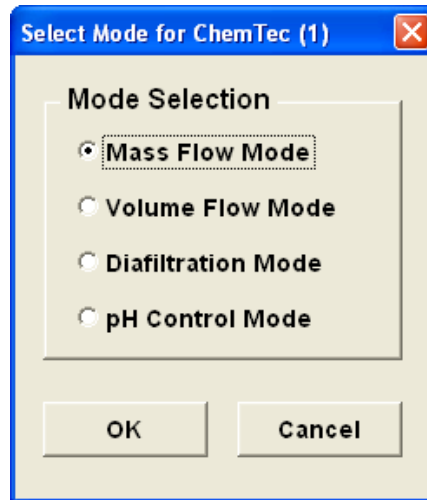 Select Mode for ChemTec (1)
Mode Selection
Mass Flow Mode
Volume Flow Mode
Diafiltration Mode
pH Control Mode
OK
Cancel